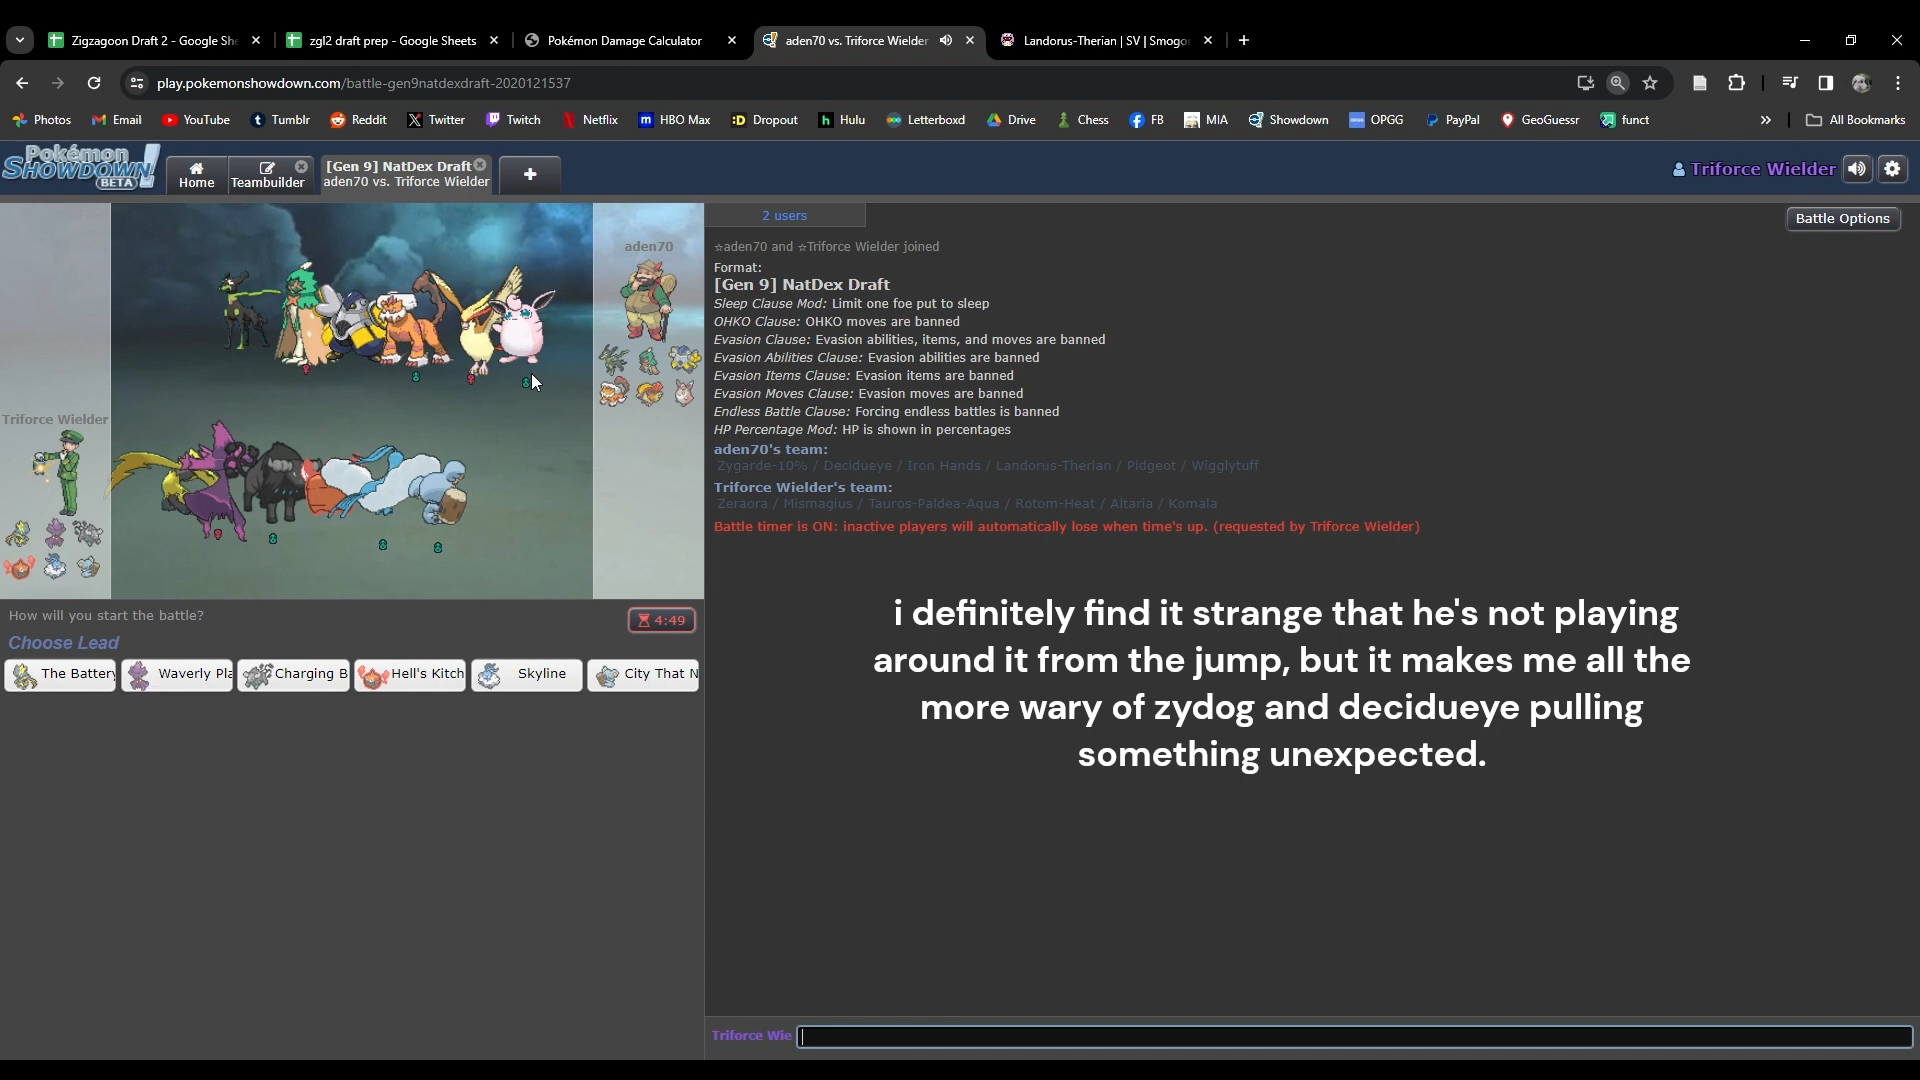 Zigzagoon Draft 2 - Google She
zgl2 draft prep - Google Sheets
Pokémon Damage Calculator
aden70 vs. Triforce Wielder
Landorus-Therian | SV | Smogo
play.pokemonshowdown.com/battle-gen9natdexdraft-2020121537
Photos
Email
YouTube
Tumblr
Reddit
Twitter
Twitch
Netflix
HBO Max
Dropout
Hulu
Letterboxd
Drive
Chess
FB
MIA
Showdown
OPGG
PayPal
GeoGuessr
funct
All Bookmarks
Pokémon
SHOWDOWN!
BETA
Home
Teambuilder
[Gen 9] NatDex Draft
aden70 vs. Triforce Wielder
Triforce Wielder
2 users
Battle Options
aden70
Triforce Wielder
☆aden70 and ☆Triforce Wielder joined
Format:
[Gen 9] NatDex Draft
Sleep Clause Mod: Limit one foe put to sleep
OHKO Clause: OHKO moves are banned
Evasion Clause: Evasion abilities, items, and moves are banned
Evasion Abilities Clause: Evasion abilities are banned
Evasion Items Clause: Evasion items are banned
Evasion Moves Clause: Evasion moves are banned
Endless Battle Clause: Forcing endless battles is banned
HP Percentage Mod: HP is shown in percentages
aden70's team:
Zygarde-10% / Decidueye / Iron Hands / Landorus-Therian / Pidgeot / Wigglytuff
Triforce Wielder's team:
Zeraora / Mismagius / Tauros-Paldea-Aqua / Rotom-Heat / Altaria / Komala
Battle timer is ON: inactive players will automatically lose when time's up. (requested by Triforce Wielder)
How will you start the battle?
4:49
Choose Lead
The Battery
Waverly Pla
Charging B
Hell's Kitch
Skyline
City That N
i definitely find it strange that he's not playing
around it from the jump, but it makes me all the
more wary of zydog and decidueye pulling
something unexpected.
Triforce Wie